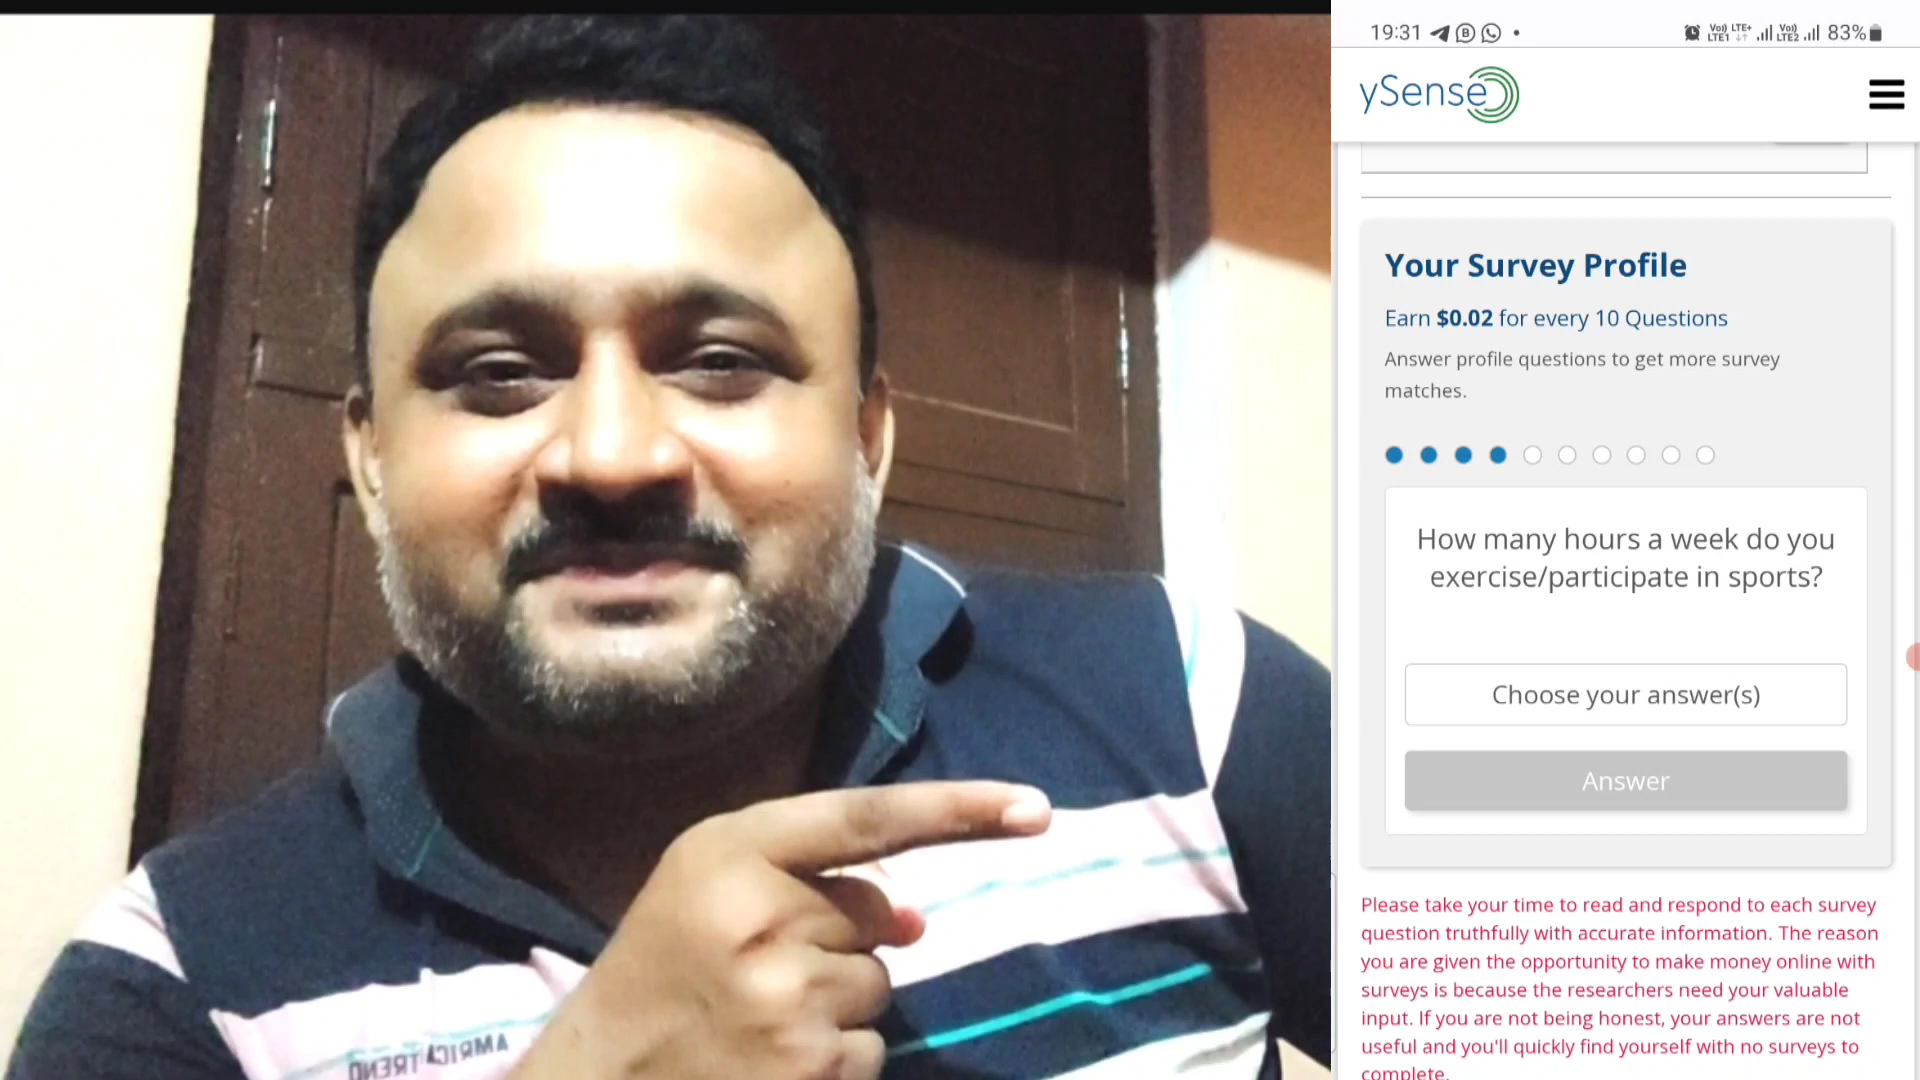 19:31
Vo)) LTE+
LTE1
Vo))
LTE2
83%
ySense
Your Survey Profile
Earn $0.02 for every 10 Questions
Answer profile questions to get more survey
matches.
How many hours a week do you
exercise/participate in sports?
Choose your answer(s)
Answer
Please take your time to read and respond to each survey
question truthfully with accurate information. The reason
you are given the opportunity to make money online with
surveys is because the researchers need your valuable
input. If you are not being honest, your answers are not
useful and you'll quickly find yourself with no surveys to
complete.
AMRICA TREND